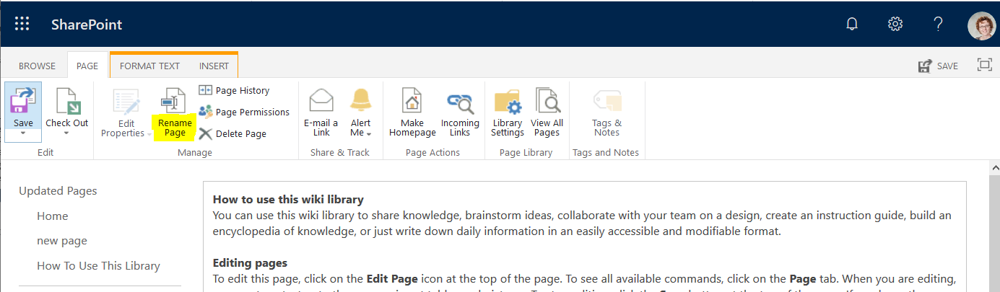 SharePoint
BROWSE PAGE FORMAT TEXT INSERT SAVE
Save
Check Out
Edit
Properties
Rename
Page
Page History
Page Permissions
Delete Page
E-mail a
Link
Alert
Me
Make
Homepage
Incoming
Links
Library
Settings
View All
Pages
Tags &
Notes
Edit
Manage
Share & Track
Page Actions
Page Library
Tags and Notes
Updated Pages
Home
new page
How To Use This Library
How to use this wiki library
You can use this wiki library to share knowledge, brainstorm ideas, collaborate with your team on a design, create an instruction guide, build an
encyclopedia of knowledge, or just write down daily information in an easily accessible and modifiable format.
Editing pages
To edit this page, click on the Edit Page icon at the top of the page. To see all available commands, click on the Page tab. When you are editing,